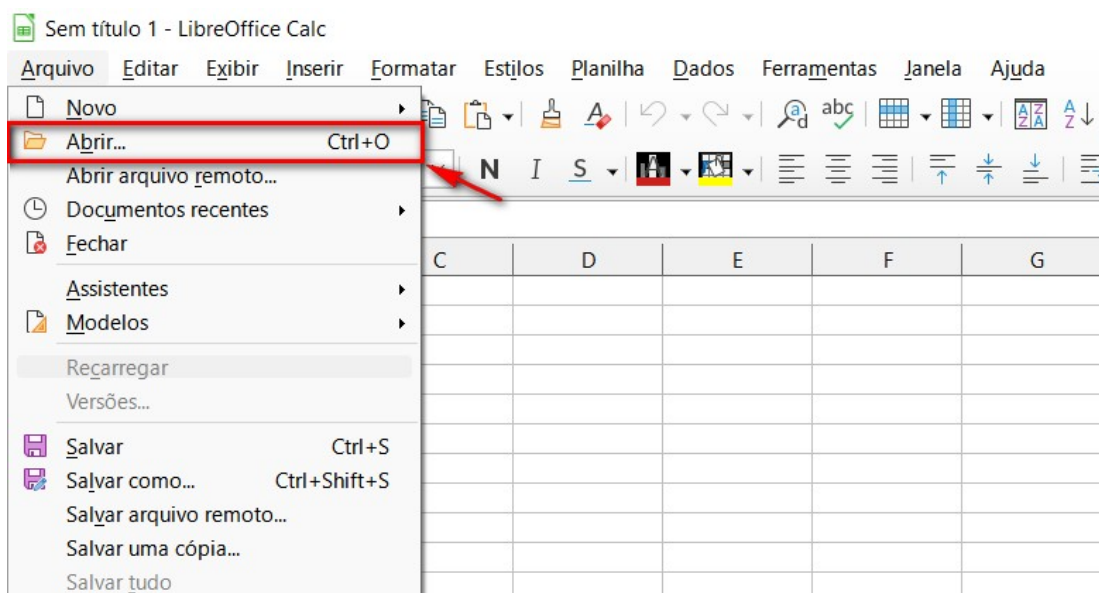 Sem título 1 - LibreOffice Calc
Arquivo Editar Exibir Inserir Formatar Estilos Planilha Dados Ferramentas Janela Ajuda
Novo
Abrir... Ctrl+O
Abrir arquivo remoto...
N I S
Documentos recentes
Fechar
C D E F G
Assistentes
Modelos
Recarregar
Versões...
Salvar Ctrl+S
Salvar como... Ctrl+Shift+S
Salvar arquivo remoto...
Salvar uma cópia...
Salvar tudo